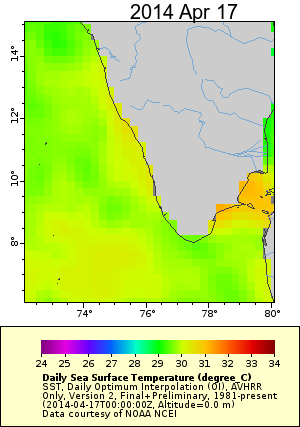 2014 Apr 17
14°
12°
10°
8°
74° 76° 78° 80°
24 25 26 27 28 29 30 31 32 33 34
Daily Sea Surface Temperature (degree_C)
SST, Daily Optimum Interpolation (OI), AVHRR
Only, Version 2, Final+Preliminary, 1981-present
(2014-04-17T00:00:00Z, Altitude=0.0 m)
Data courtesy of NOAA NCEI